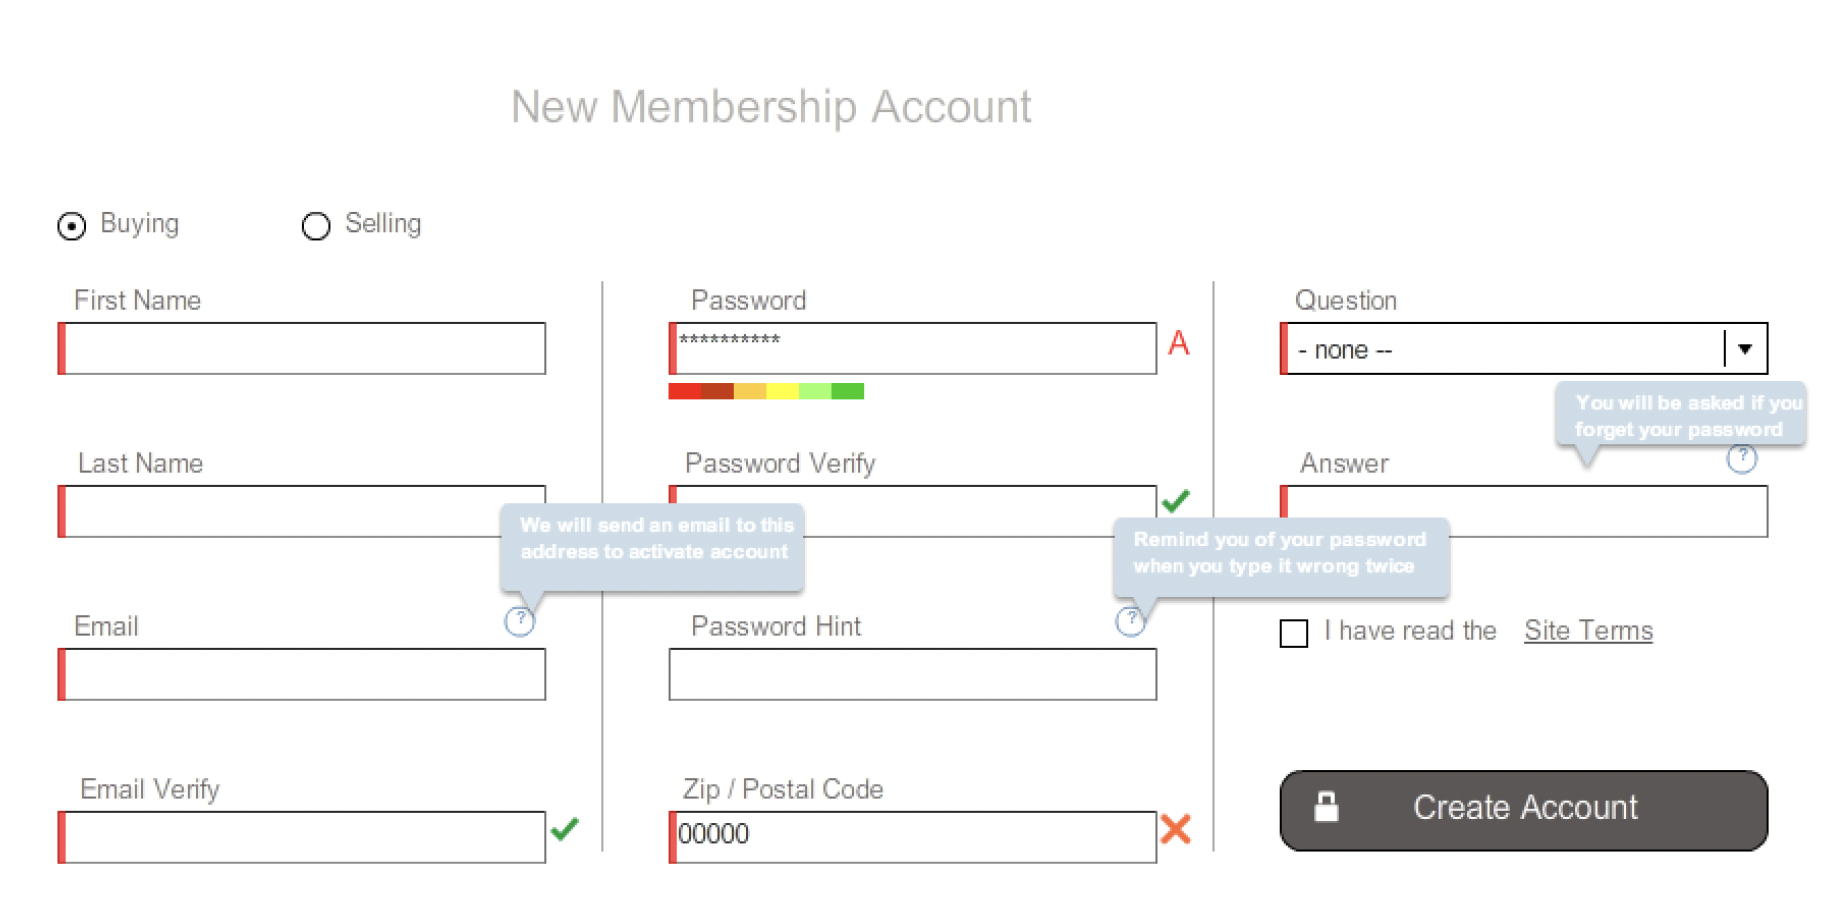 New Membership Account
Buying
Selling
First Name
Password
**********
A
Question
- none --
You will be asked if you
forget your password
Last Name
Password Verify
Answer
?
We will send an email to this
address to activate account
Remind you of your password
when you type it wrong twice
Email
?
Password Hint
?
I have read the Site Terms
Email Verify
Zip / Postal Code
00000
Create Account